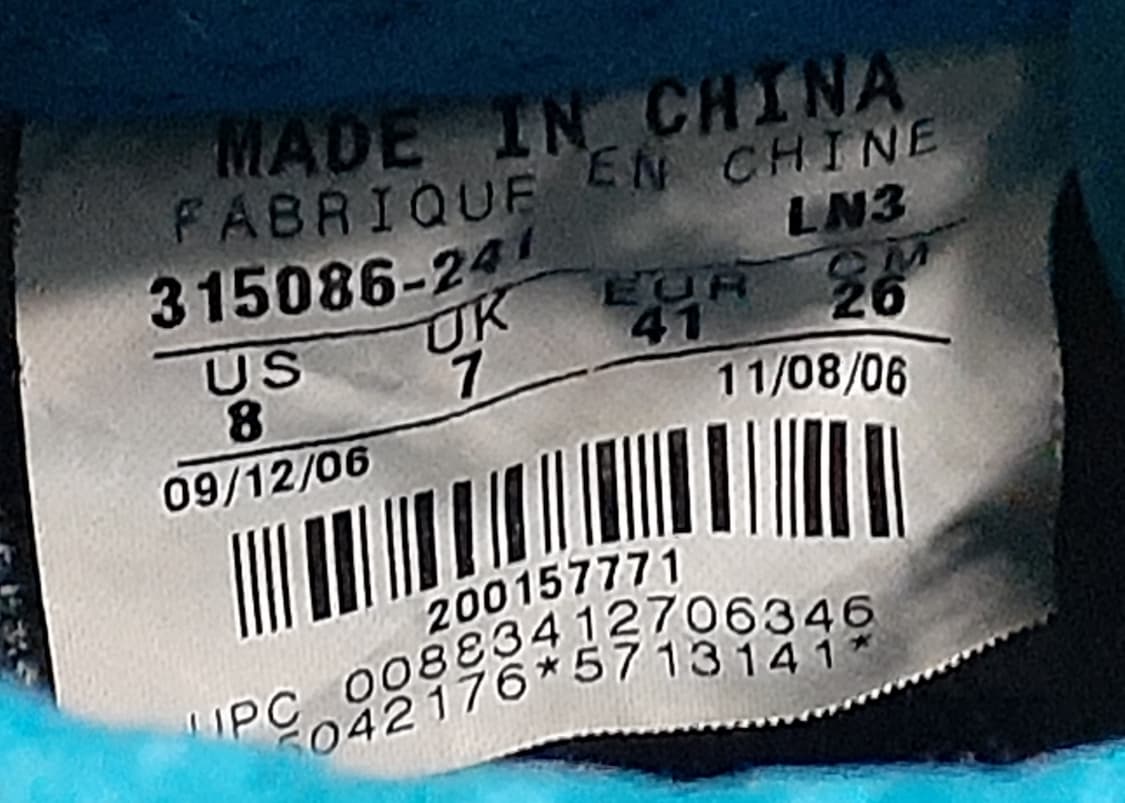 MADE IN CHINA
FABRIQUE EN CHINE
LN3
315086-241
US UK EUR CM
8 7 41 26
09/12/06 11/08/06
200157771
UPC 00883412706346
5042176*5713141*